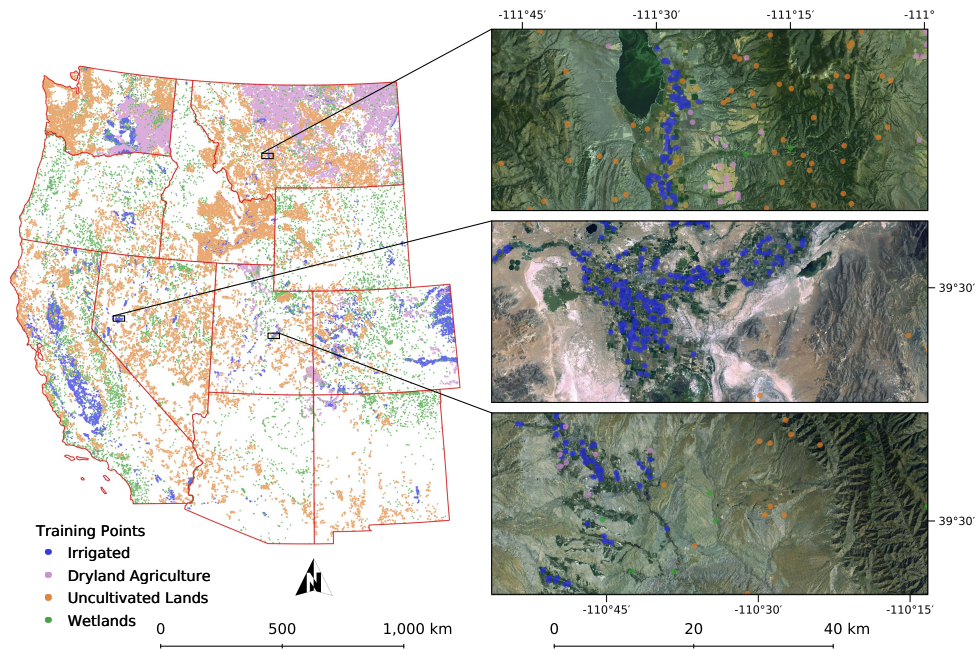 -111°45′ -111°30′ -111°15′ -111°
39°30′
39°30′
-110°45′ -110°30′ -110°15′
Training Points
Irrigated
Dryland Agriculture
Uncultivated Lands
Wetlands
N
0 500 1,000 km
0 20 40 km